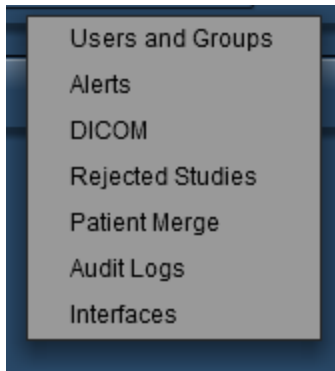 Users and Groups
Alerts
DICOM
Rejected Studies
Patient Merge
Audit Logs
Interfaces